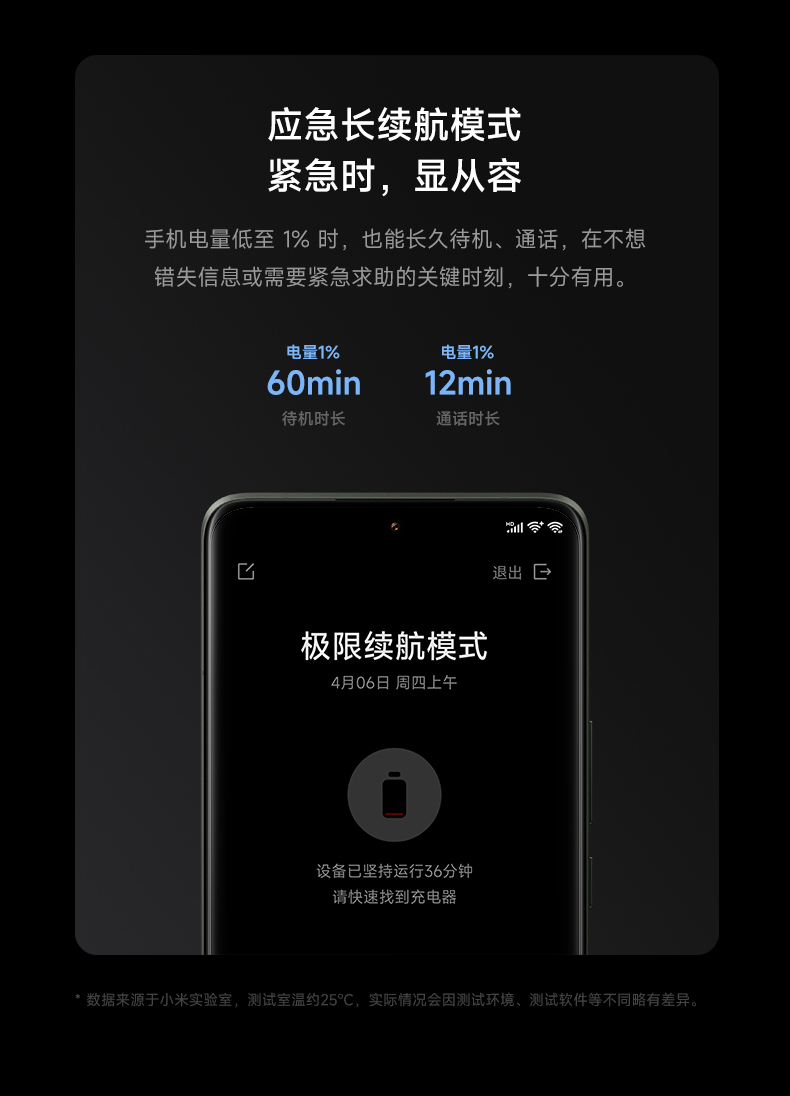 应急长续航模式
紧急时，显从容
手机电量低至 1% 时，也能长久待机、通话，在不想
错失信息或需要紧急求助的关键时刻，十分有用。
电量1% 电量1%
60min 12min
待机时长 通话时长
HD
退出
极限续航模式
4月06日 周四上午
设备已坚持运行36分钟
请快速找到充电器
* 数据来源于小米实验室，测试室温约25°C，实际情况会因测试环境、测试软件等不同略有差异。